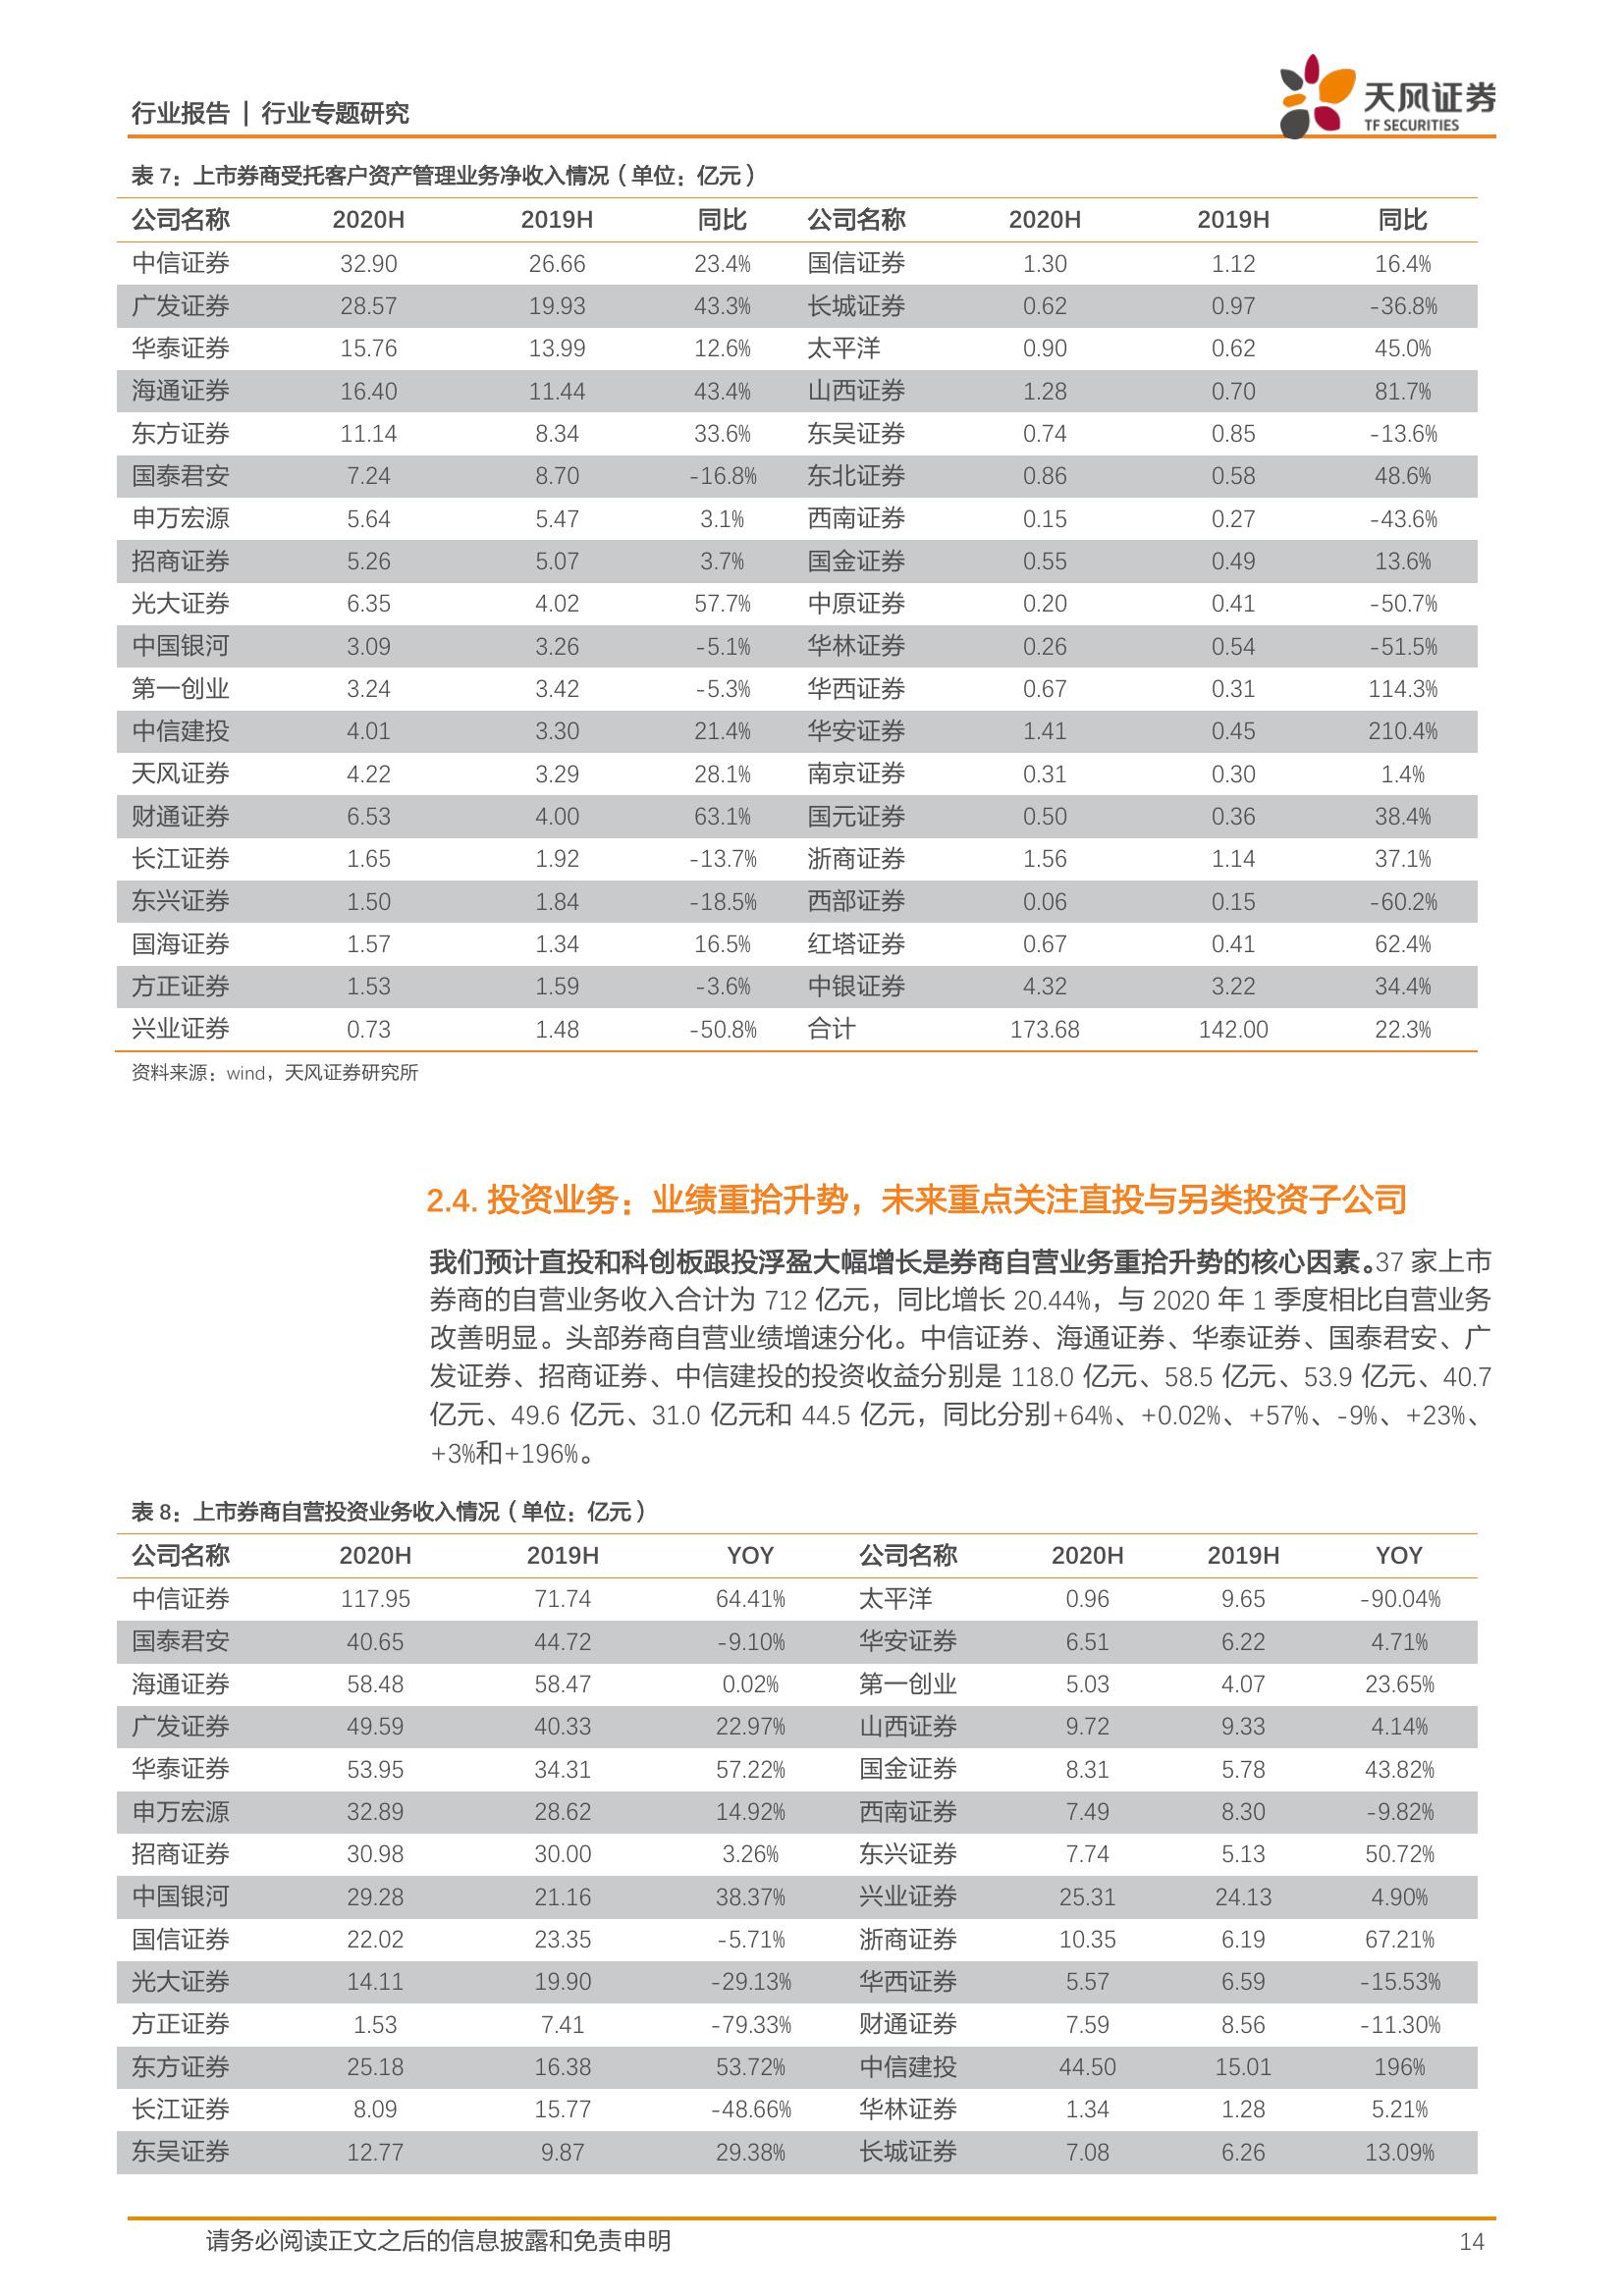 行业报告 | 行业专题研究
天风证券
TF SECURITIES
表 7：上市券商受托客户资产管理业务净收入情况（单位：亿元）
公司名称 2020H 2019H 同比 公司名称 2020H 2019H 同比
中信证券 32.90 26.66 23.4% 国信证券 1.30 1.12 16.4%
广发证券 28.57 19.93 43.3% 长城证券 0.62 0.97 -36.8%
华泰证券 15.76 13.99 12.6% 太平洋 0.90 0.62 45.0%
海通证券 16.40 11.44 43.4% 山西证券 1.28 0.70 81.7%
东方证券 11.14 8.34 33.6% 东吴证券 0.74 0.85 -13.6%
国泰君安 7.24 8.70 -16.8% 东北证券 0.86 0.58 48.6%
申万宏源 5.64 5.47 3.1% 西南证券 0.15 0.27 -43.6%
招商证券 5.26 5.07 3.7% 国金证券 0.55 0.49 13.6%
光大证券 6.35 4.02 57.7% 中原证券 0.20 0.41 -50.7%
中国银河 3.09 3.26 -5.1% 华林证券 0.26 0.54 -51.5%
第一创业 3.24 3.42 -5.3% 华西证券 0.67 0.31 114.3%
中信建投 4.01 3.30 21.4% 华安证券 1.41 0.45 210.4%
天风证券 4.22 3.29 28.1% 南京证券 0.31 0.30 1.4%
财通证券 6.53 4.00 63.1% 国元证券 0.50 0.36 38.4%
长江证券 1.65 1.92 -13.7% 浙商证券 1.56 1.14 37.1%
东兴证券 1.50 1.84 -18.5% 西部证券 0.06 0.15 -60.2%
国海证券 1.57 1.34 16.5% 红塔证券 0.67 0.41 62.4%
方正证券 1.53 1.59 -3.6% 中银证券 4.32 3.22 34.4%
兴业证券 0.73 1.48 -50.8% 合计 173.68 142.00 22.3%
资料来源：wind，天风证券研究所
2.4. 投资业务：业绩重拾升势，未来重点关注直投与另类投资子公司
我们预计直投和科创板跟投浮盈大幅增长是券商自营业务重拾升势的核心因素。37 家上市
券商的自营业务收入合计为 712 亿元，同比增长 20.44%，与 2020 年 1 季度相比自营业务
改善明显。头部券商自营业绩增速分化。中信证券、海通证券、华泰证券、国泰君安、广
发证券、招商证券、中信建投的投资收益分别是 118.0 亿元、58.5 亿元、53.9 亿元、40.7
亿元、49.6 亿元、31.0 亿元和 44.5 亿元，同比分别+64%、+0.02%、+57%、-9%、+23%、
+3%和+196%。
表 8：上市券商自营投资业务收入情况（单位：亿元）
公司名称 2020H 2019H YOY 公司名称 2020H 2019H YOY
中信证券 117.95 71.74 64.41% 太平洋 0.96 9.65 -90.04%
国泰君安 40.65 44.72 -9.10% 华安证券 6.51 6.22 4.71%
海通证券 58.48 58.47 0.02% 第一创业 5.03 4.07 23.65%
广发证券 49.59 40.33 22.97% 山西证券 9.72 9.33 4.14%
华泰证券 53.95 34.31 57.22% 国金证券 8.31 5.78 43.82%
申万宏源 32.89 28.62 14.92% 西南证券 7.49 8.30 -9.82%
招商证券 30.98 30.00 3.26% 东兴证券 7.74 5.13 50.72%
中国银河 29.28 21.16 38.37% 兴业证券 25.31 24.13 4.90%
国信证券 22.02 23.35 -5.71% 浙商证券 10.35 6.19 67.21%
光大证券 14.11 19.90 -29.13% 华西证券 5.57 6.59 -15.53%
方正证券 1.53 7.41 -79.33% 财通证券 7.59 8.56 -11.30%
东方证券 25.18 16.38 53.72% 中信建投 44.50 15.01 196%
长江证券 8.09 15.77 -48.66% 华林证券 1.34 1.28 5.21%
东吴证券 12.77 9.87 29.38% 长城证券 7.08 6.26 13.09%
请务必阅读正文之后的信息披露和免责申明 14